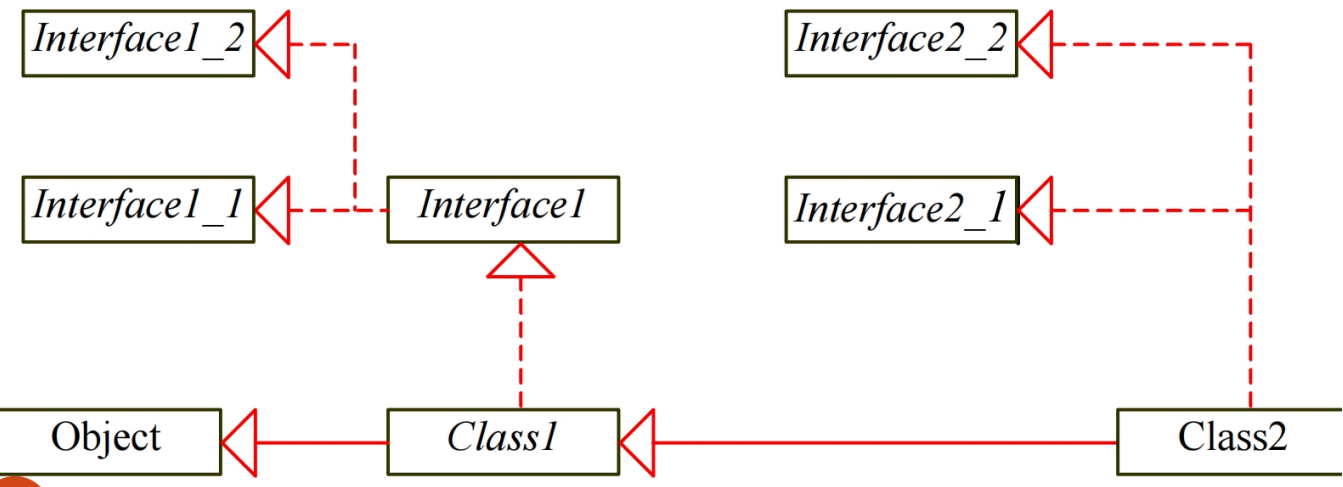 Interface1_2
Interface2_2
Interface1_1
Interface1
Interface2_1
Object
Class1
Class2